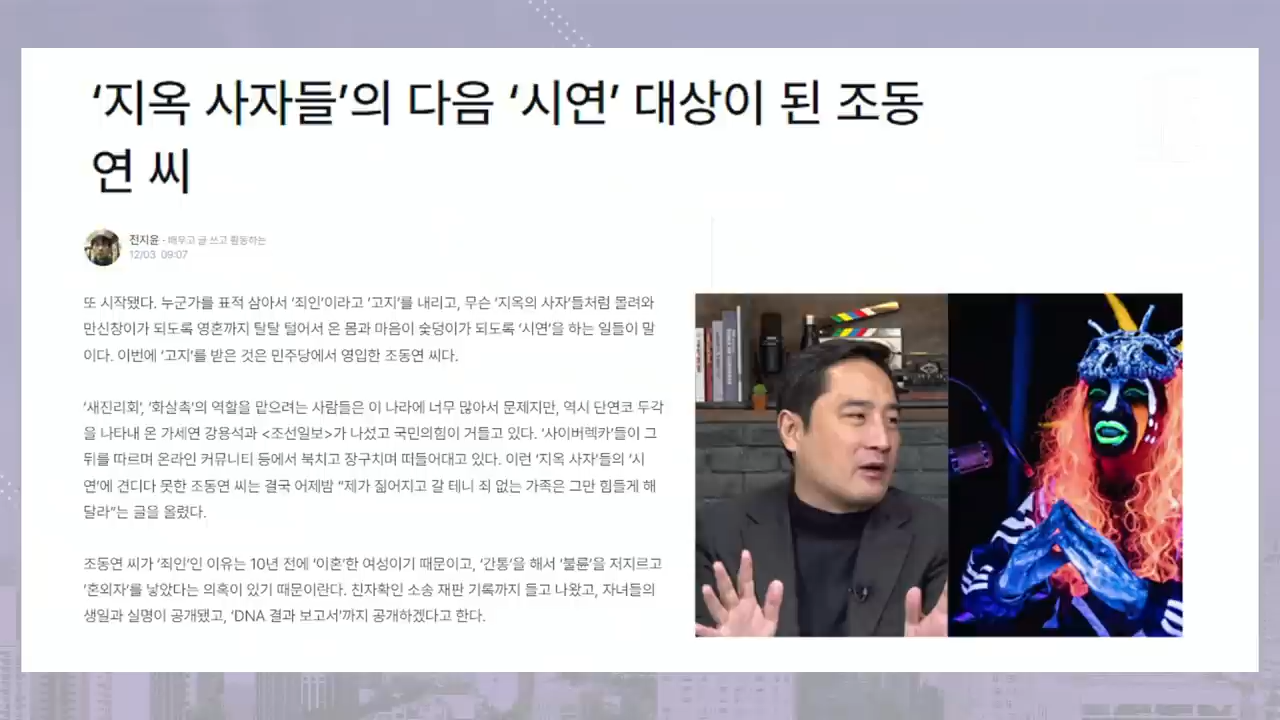 ‘지옥 사자들’의 다음 ‘시연’ 대상이 된 조동
연 씨
전지윤 - 배우고 글 쓰고 활동하는
12/03 09:07
또 시작됐다. 누군가를 표적 삼아서 ‘죄인’이라고 ‘고지’를 내리고, 무슨 ‘지옥의 사자’들처럼 몰려와
만신창이가 되도록 영혼까지 탈탈 털어서 온 몸과 마음이 숯덩이가 되도록 ‘시연’을 하는 일들이 말
이다. 이번에 ‘고지’를 받은 것은 민주당에서 영입한 조동연 씨다.
‘새진리회’, ‘화살촉’의 역할을 맡으려는 사람들은 이 나라에 너무 많아서 문제지만, 역시 단연코 두각
을 나타내 온 가세연 강용석과 <조선일보>가 나섰고 국민의힘이 거들고 있다. ‘사이버렉카’들이 그
뒤를 따르며 온라인 커뮤니티 등에서 북치고 장구치며 떠들어대고 있다. 이런 ‘지옥 사자’들의 ‘시
연’에 견디다 못한 조동연 씨는 결국 어제밤 “제가 짊어지고 갈 테니 죄 없는 가족은 그만 힘들게 해
달라”는 글을 올렸다.
조동연 씨가 ‘죄인’인 이유는 10년 전에 ‘이혼’한 여성이기 때문이고, ‘간통’을 해서 ‘불륜’을 저지르고
‘혼외자’를 낳았다는 의혹이 있기 때문이란다. 친자확인 소송 재판 기록까지 들고 나왔고, 자녀들의
생일과 실명이 공개됐고, ‘DNA 결과 보고서’까지 공개하겠다고 한다.